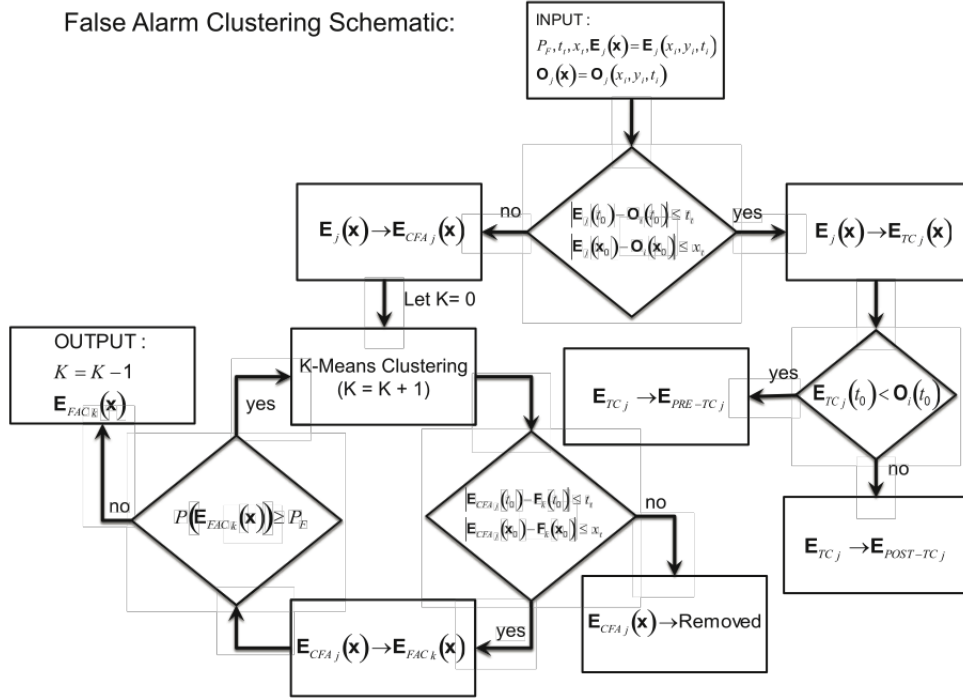 False Alarm Clustering Schematic:
INPUT :
P_F, t_t, x_t, E_j(x) = E_j(x_i, y_i, t_i)
O_j(x) = O_j(x_i, y_i, t_i)
|E_j(t_0) − O_i(t_0)| ≤ t_t
|E_j(x_0) − O_i(x_0)| ≤ x_t
no
yes
E_j(x) → E_CFA j(x)
E_j(x) → E_TC j(x)
Let K= 0
OUTPUT :
K = K − 1
E_FAC k(x)
K-Means Clustering
(K = K + 1)
yes
E_TC j → E_PRE−TC j
yes
E_TC j(t_0) < O_i(t_0)
no
P(E_FAC k(x)) ≥ P_F
no
|E_CFA j(t_0) − F_k(t_0)| ≤ t_t
|E_CFA j(x_0) − F_k(x_0)| ≤ x_t
no
E_TC j → E_POST−TC j
yes
E_CFA j(x) → E_FAC k(x)
E_CFA j(x) → Removed